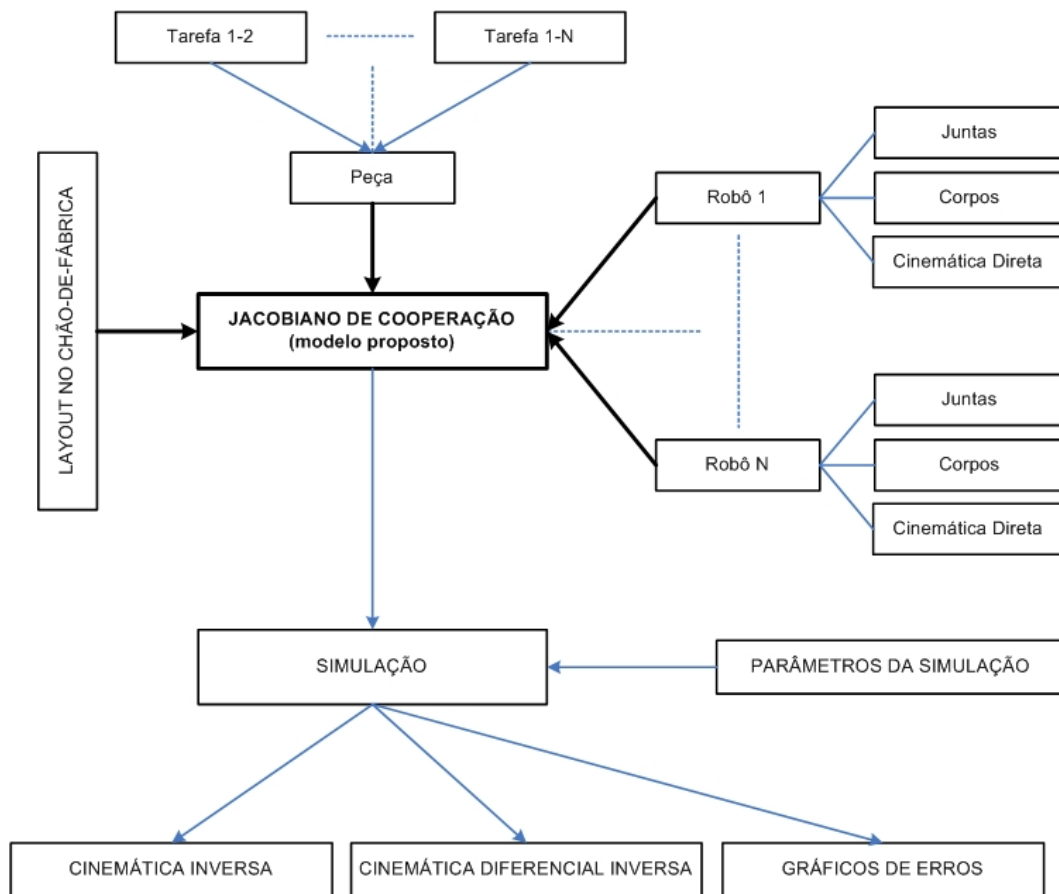 Tarefa 1-2
Tarefa 1-N
Peça
Robô 1
Juntas
Corpos
Cinemática Direta
LAYOUT NO CHÃO-DE-FÁBRICA
JACOBIANO DE COOPERAÇÃO
(modelo proposto)
Robô N
Juntas
Corpos
Cinemática Direta
SIMULAÇÃO
PARÂMETROS DA SIMULAÇÃO
CINEMÁTICA INVERSA
CINEMÁTICA DIFERENCIAL INVERSA
GRÁFICOS DE ERROS